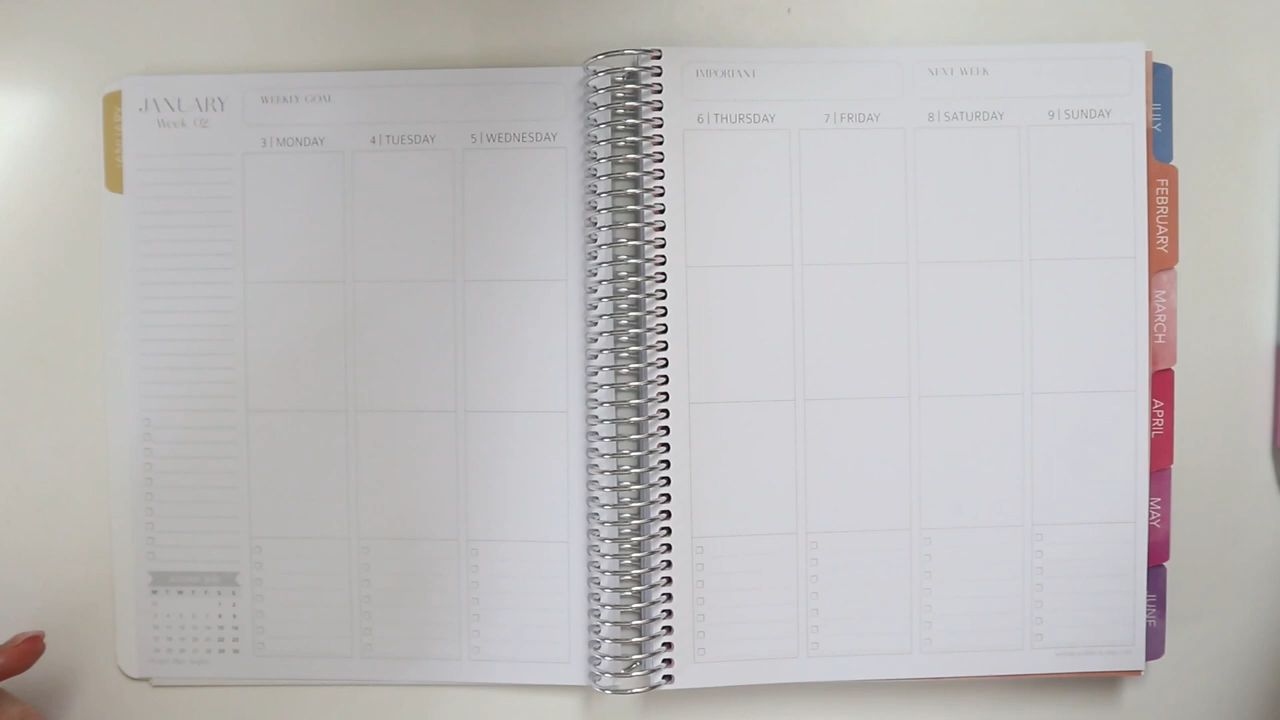 JANUARY
Week 02
WEEKLY GOAL
3 | MONDAY
4 | TUESDAY
5 | WEDNESDAY
IMPORTANT
NEXT WEEK
6 | THURSDAY
7 | FRIDAY
8 | SATURDAY
9 | SUNDAY
JANUARY
JULY
FEBRUARY
MARCH
APRIL
MAY
JUNE
M T W T F S S